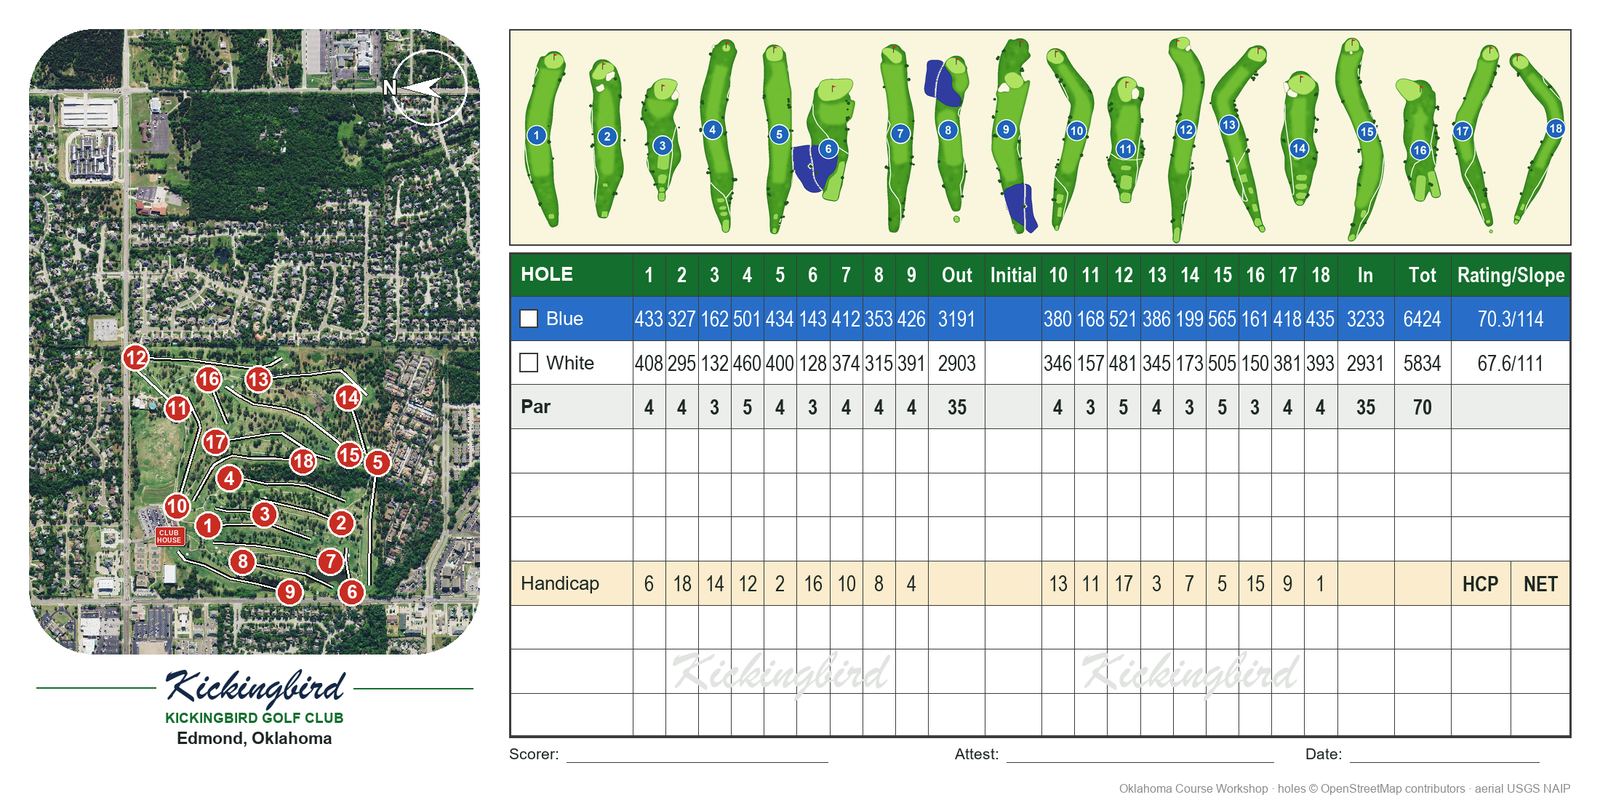 N
12
16
13
14
11
17
18
15
5
4
10
3
1
2
CLUB
HOUSE
8
7
9
6
Kickingbird
KICKINGBIRD GOLF CLUB
Edmond, Oklahoma
1 2 3 4 5 6 7 8 9 10 11 12 13 14 15 16 17 18
HOLE 1 2 3 4 5 6 7 8 9 Out Initial 10 11 12 13 14 15 16 17 18 In Tot Rating/Slope
Blue 433 327 162 501 434 143 412 353 426 3191 380 168 521 386 199 565 161 418 435 3233 6424 70.3/114
White 408 295 132 460 400 128 374 315 391 2903 346 157 481 345 173 505 150 381 393 2931 5834 67.6/111
Par 4 4 3 5 4 3 4 4 4 35 4 3 5 4 3 5 3 4 4 35 70
Handicap 6 18 14 12 2 16 10 8 4 13 11 17 3 7 5 15 9 1 HCP NET
Kickingbird Kickingbird
Scorer: Attest: Date:
Oklahoma Course Workshop · holes © OpenStreetMap contributors · aerial USGS NAIP